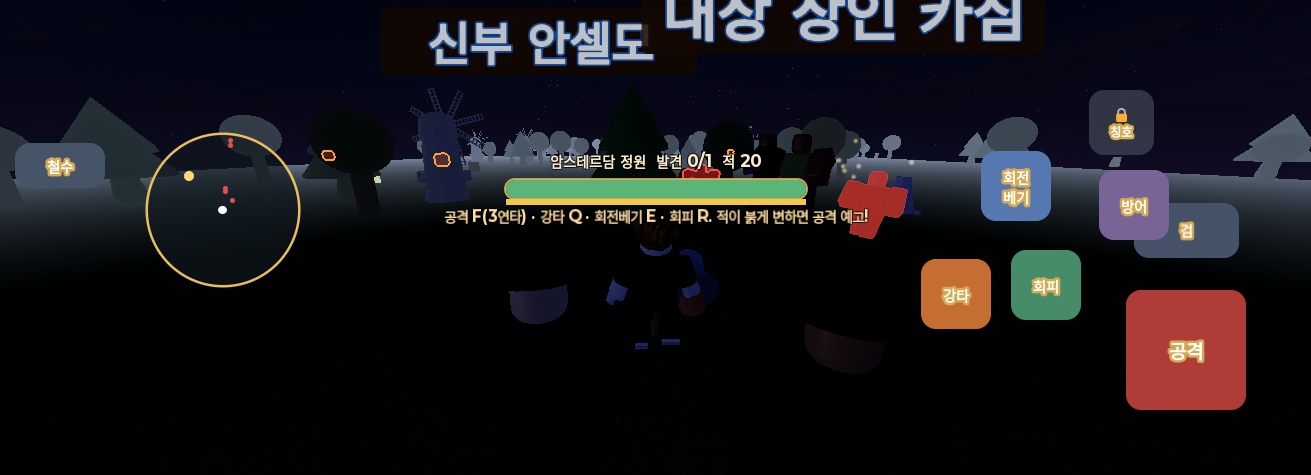 신부 안셀도
대상 상인 카심
칭호
철수
암스테르담 정원 발견 0/1 적 20
회전
베기
방어
공격 F(3연타) · 강타 Q · 회전베기 E · 회피 R. 적이 붉게 변하면 공격 예고!
검
강타
회피
공격